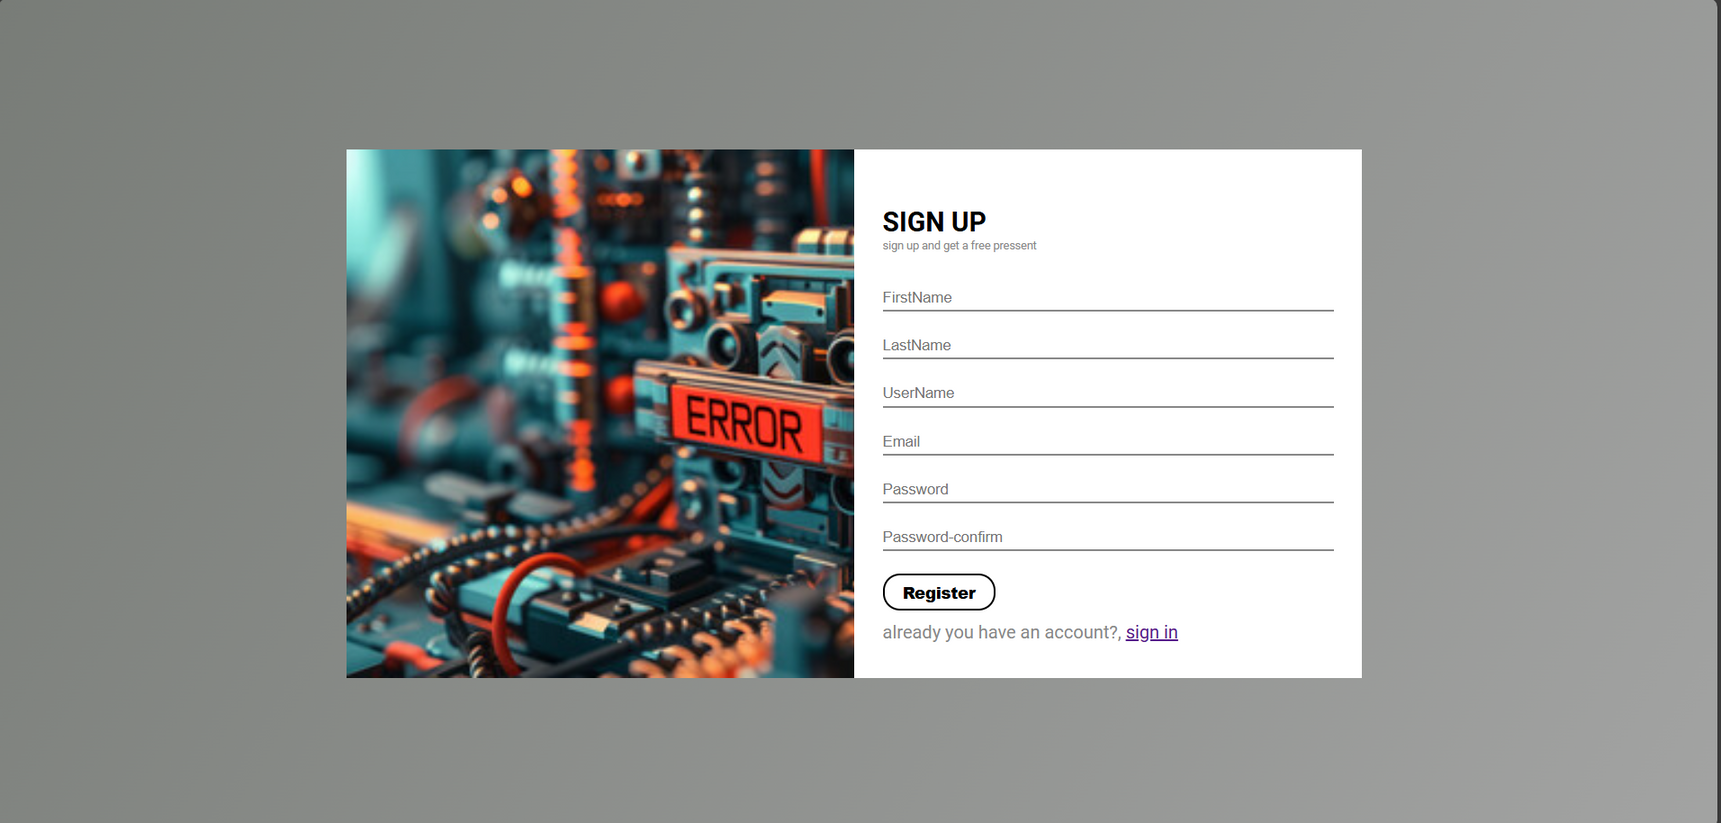 ERROR
SIGN UP
sign up and get a free pressent
FirstName
LastName
UserName
Email
Password
Password-confirm
Register
already you have an account?, sign in